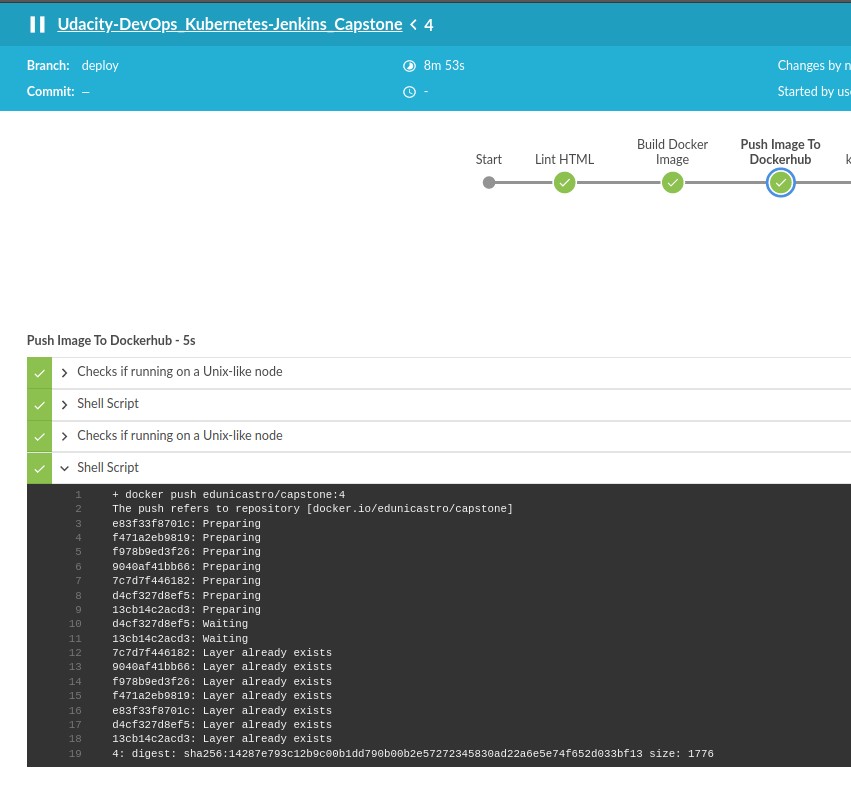 Udacity-DevOps_Kubernetes-Jenkins_Capstone < 4
Branch: deploy
8m 53s
Changes by n
Commit: –
-
Started by us
Start
Lint HTML
Build Docker
Image
Push Image To
Dockerhub
k
Push Image To Dockerhub - 5s
Checks if running on a Unix-like node
Shell Script
Checks if running on a Unix-like node
Shell Script
1 + docker push edunicastro/capstone:4
2 The push refers to repository [docker.io/edunicastro/capstone]
3 e83f33f8701c: Preparing
4 f471a2eb9819: Preparing
5 f978b9ed3f26: Preparing
6 9040af41bb66: Preparing
7 7c7d7f446182: Preparing
8 d4cf327d8ef5: Preparing
9 13cb14c2acd3: Preparing
10 d4cf327d8ef5: Waiting
11 13cb14c2acd3: Waiting
12 7c7d7f446182: Layer already exists
13 9040af41bb66: Layer already exists
14 f978b9ed3f26: Layer already exists
15 f471a2eb9819: Layer already exists
16 e83f33f8701c: Layer already exists
17 d4cf327d8ef5: Layer already exists
18 13cb14c2acd3: Layer already exists
19 4: digest: sha256:14287e793c12b9c00b1dd790b00b2e57272345830ad22a6e5e74f652d033bf13 size: 1776